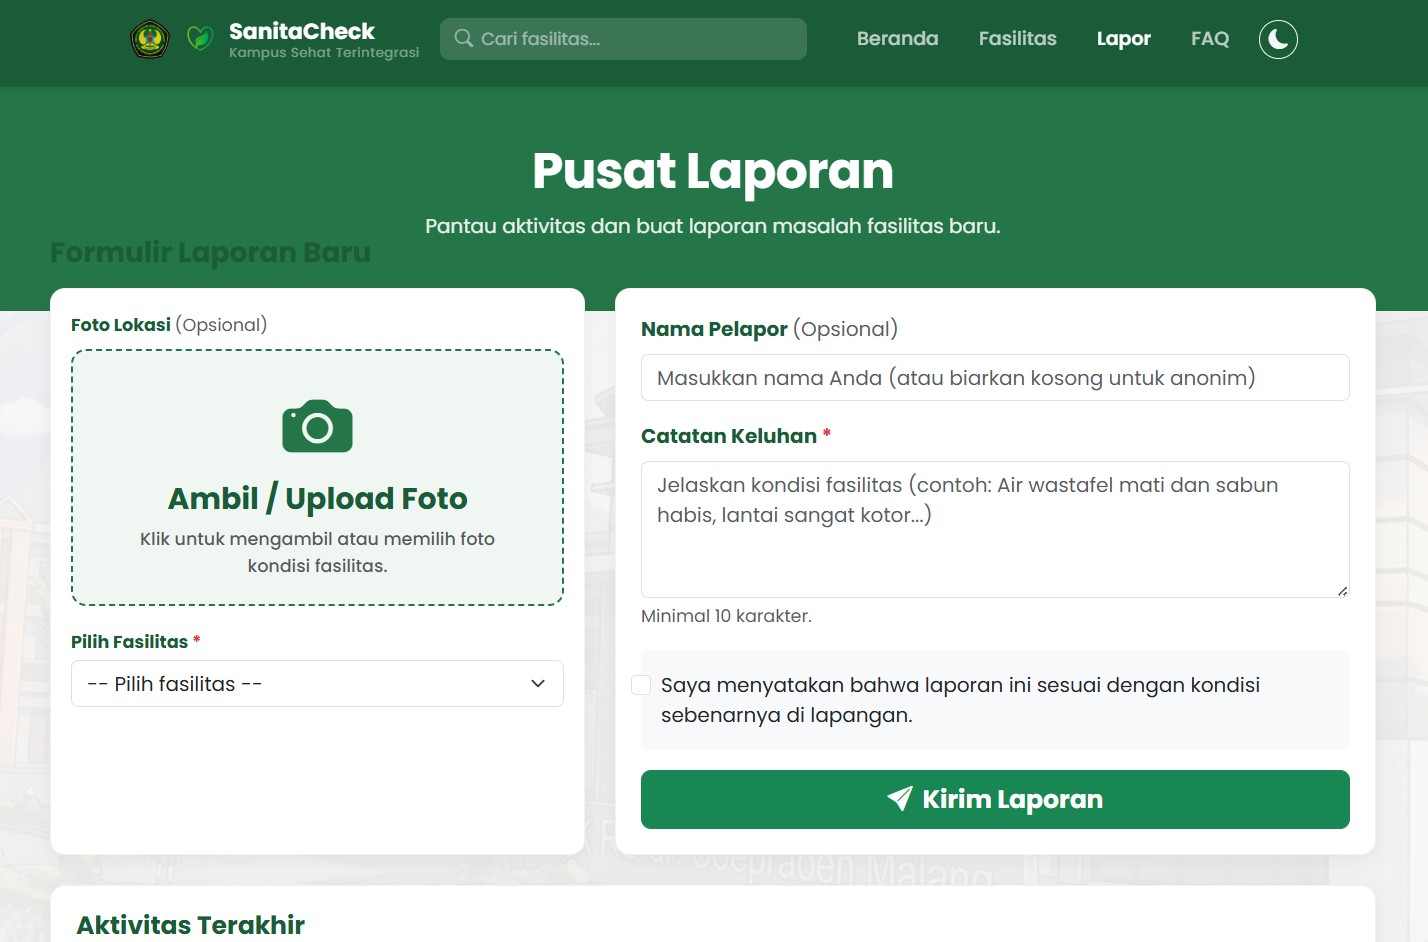 SanitaCheck
Kampus Sehat Terintegrasi
Cari fasilitas...
Beranda
Fasilitas
Lapor
FAQ
Pusat Laporan
Pantau aktivitas dan buat laporan masalah fasilitas baru.
Formulir Laporan Baru
Foto Lokasi (Opsional)
Ambil / Upload Foto
Klik untuk mengambil atau memilih foto
kondisi fasilitas.
Pilih Fasilitas *
-- Pilih fasilitas --
Nama Pelapor (Opsional)
Masukkan nama Anda (atau biarkan kosong untuk anonim)
Catatan Keluhan *
Jelaskan kondisi fasilitas (contoh: Air wastafel mati dan sabun
habis, lantai sangat kotor...)
Minimal 10 karakter.
Saya menyatakan bahwa laporan ini sesuai dengan kondisi
sebenarnya di lapangan.
Kirim Laporan
Malang
Aktivitas Terakhir